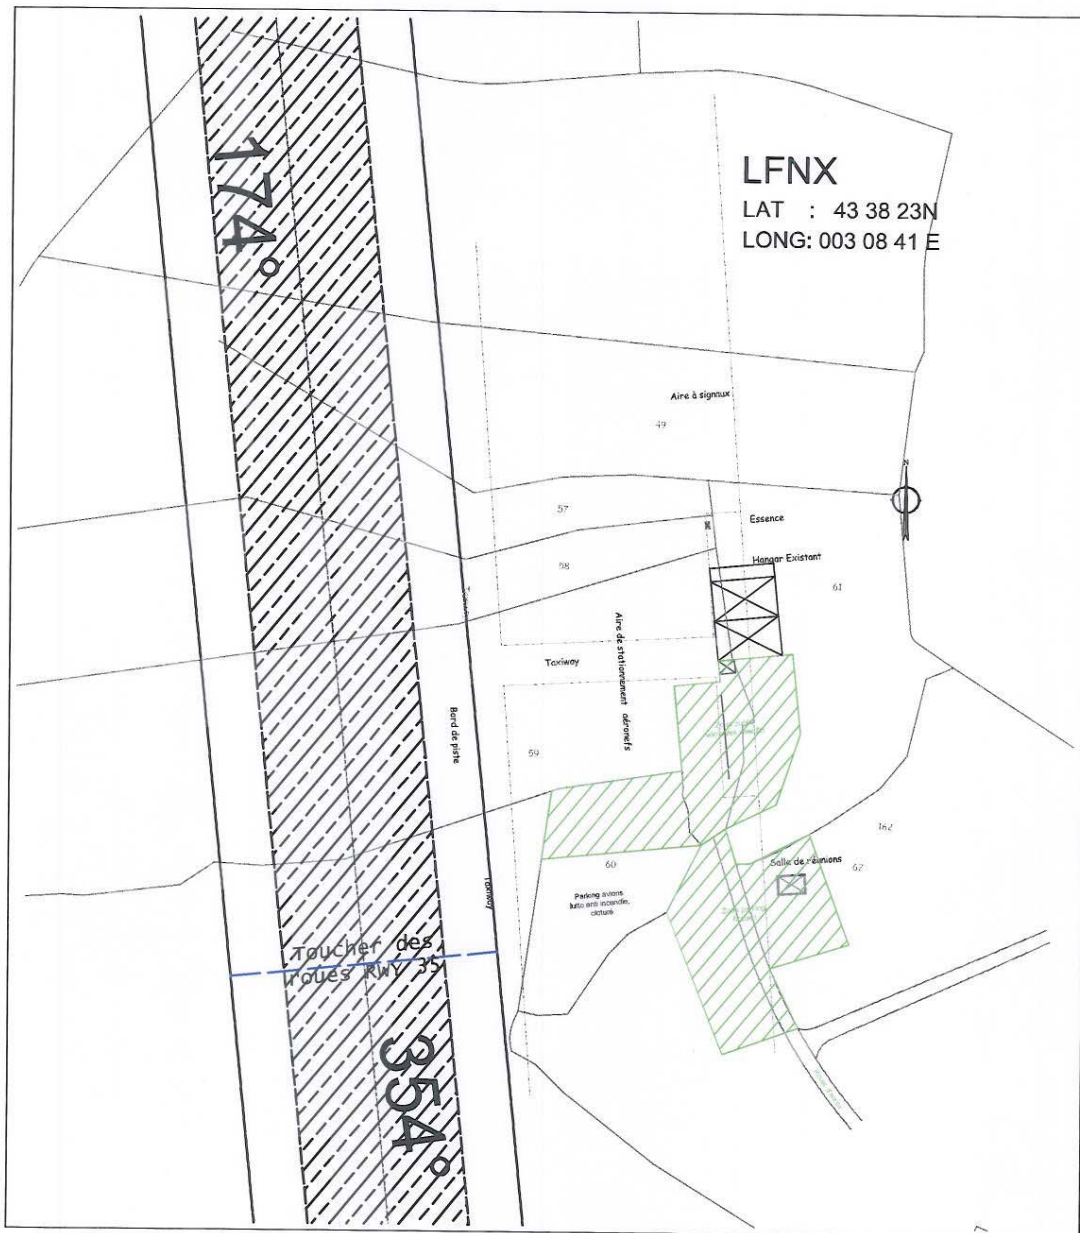 174°
LFNX
LAT : 43 38 23N
LONG: 003 08 41 E
Aire à signaux
49
N
57
Essence
58
Hangar Existant
61
Taxiway
Aire de stationnement aéronefs
Bord de piste
59
162
60
Salle de réunions
62
Parking avions
lutte anti incendie,
cloture
Taxiway
Toucher des
roues RWY 35
354°